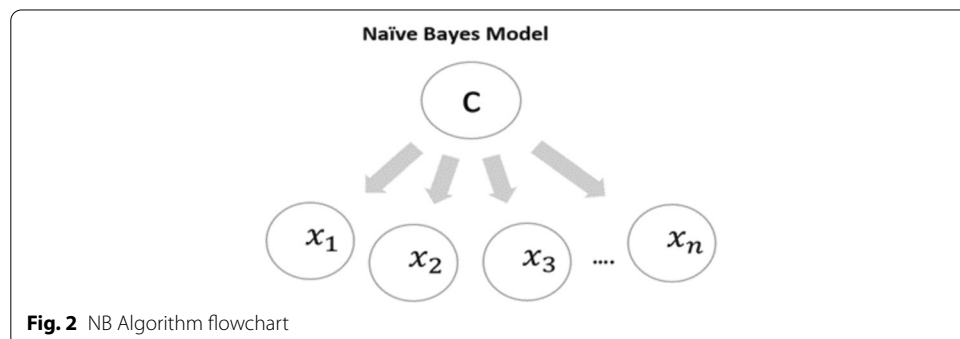 Naïve Bayes Model
C
x₁
x₂
x₃
....
xₙ
Fig. 2 NB Algorithm flowchart